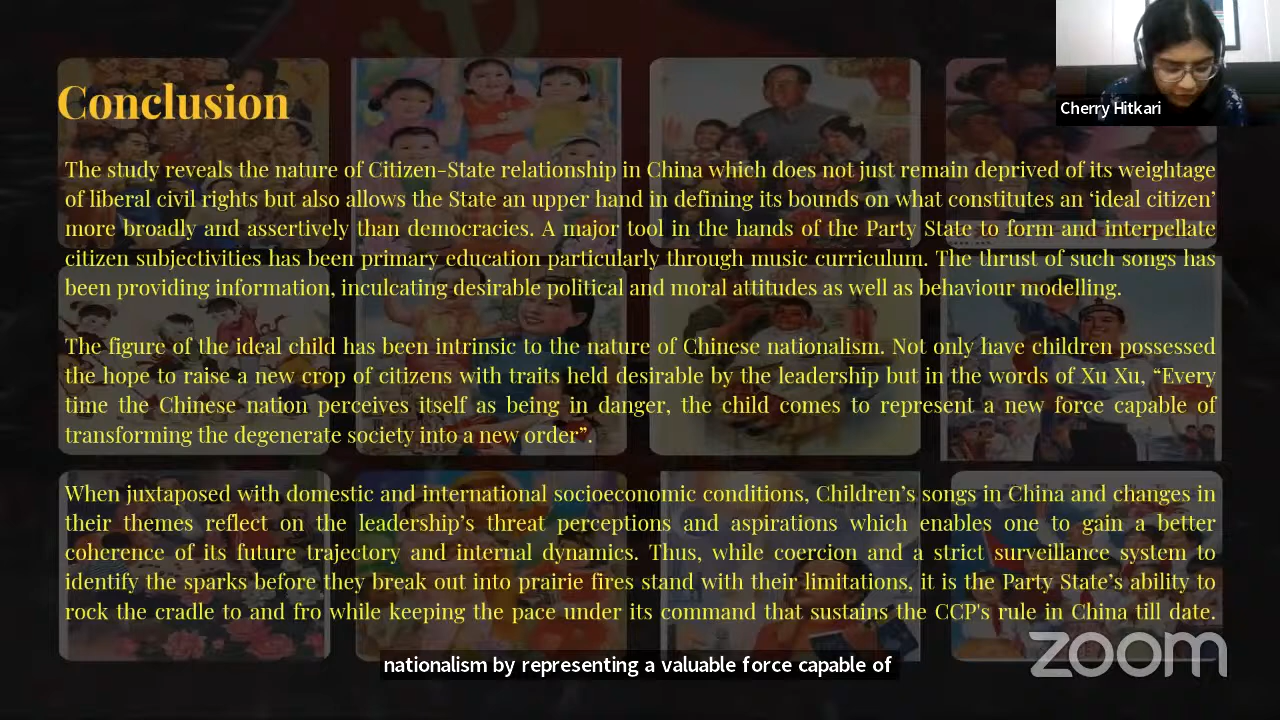 Cherry Hitkari
Conclusion
The study reveals the nature of Citizen-State relationship in China which does not just remain deprived of its weightage
of liberal civil rights but also allows the State an upper hand in defining its bounds on what constitutes an ‘ideal citizen’
more broadly and assertively than democracies. A major tool in the hands of the Party State to form and interpellate
citizen subjectivities has been primary education particularly through music curriculum. The thrust of such songs has
been providing information, inculcating desirable political and moral attitudes as well as behaviour modelling.
The figure of the ideal child has been intrinsic to the nature of Chinese nationalism. Not only have children possessed
the hope to raise a new crop of citizens with traits held desirable by the leadership but in the words of Xu Xu, “Every
time the Chinese nation perceives itself as being in danger, the child comes to represent a new force capable of
transforming the degenerate society into a new order”.
When juxtaposed with domestic and international socioeconomic conditions, Children’s songs in China and changes in
their themes reflect on the leadership’s threat perceptions and aspirations which enables one to gain a better
coherence of its future trajectory and internal dynamics. Thus, while coercion and a strict surveillance system to
identify the sparks before they break out into prairie fires stand with their limitations, it is the Party State’s ability to
rock the cradle to and fro while keeping the pace under its command that sustains the CCP's rule in China till date.
zoom
nationalism by representing a valuable force capable of